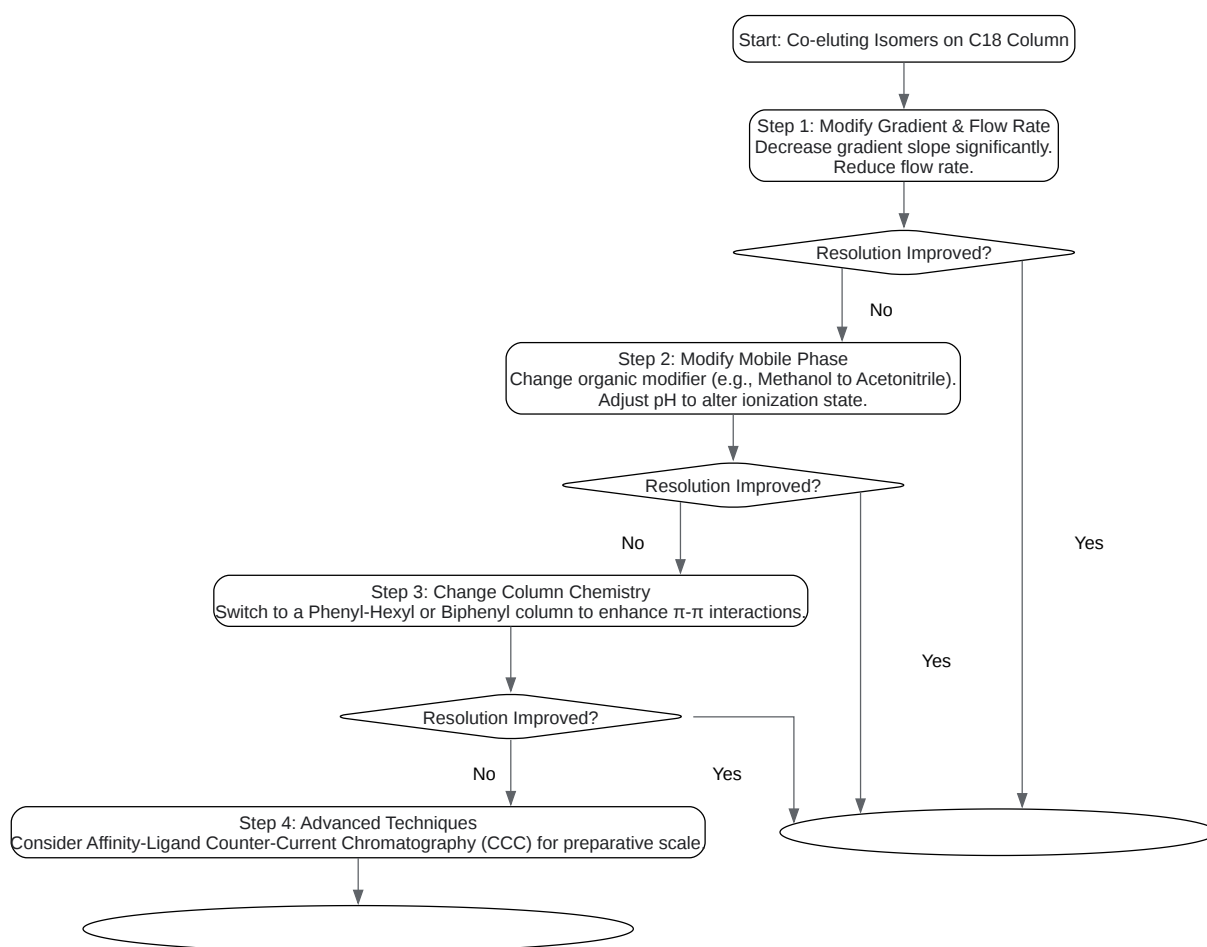 Start: Co-eluting Isomers on C18 Column
Step 1: Modify Gradient & Flow Rate
Decrease gradient slope significantly.
Reduce flow rate.
Resolution Improved?
No
Step 2: Modify Mobile Phase
Change organic modifier (e.g., Methanol to Acetonitrile).
Adjust pH to alter ionization state.
Resolution Improved?
No
Yes
Step 3: Change Column Chemistry
Switch to a Phenyl-Hexyl or Biphenyl column to enhance π-π interactions.
Yes
Resolution Improved?
No
Yes
Step 4: Advanced Techniques
Consider Affinity-Ligand Counter-Current Chromatography (CCC) for preparative scale.